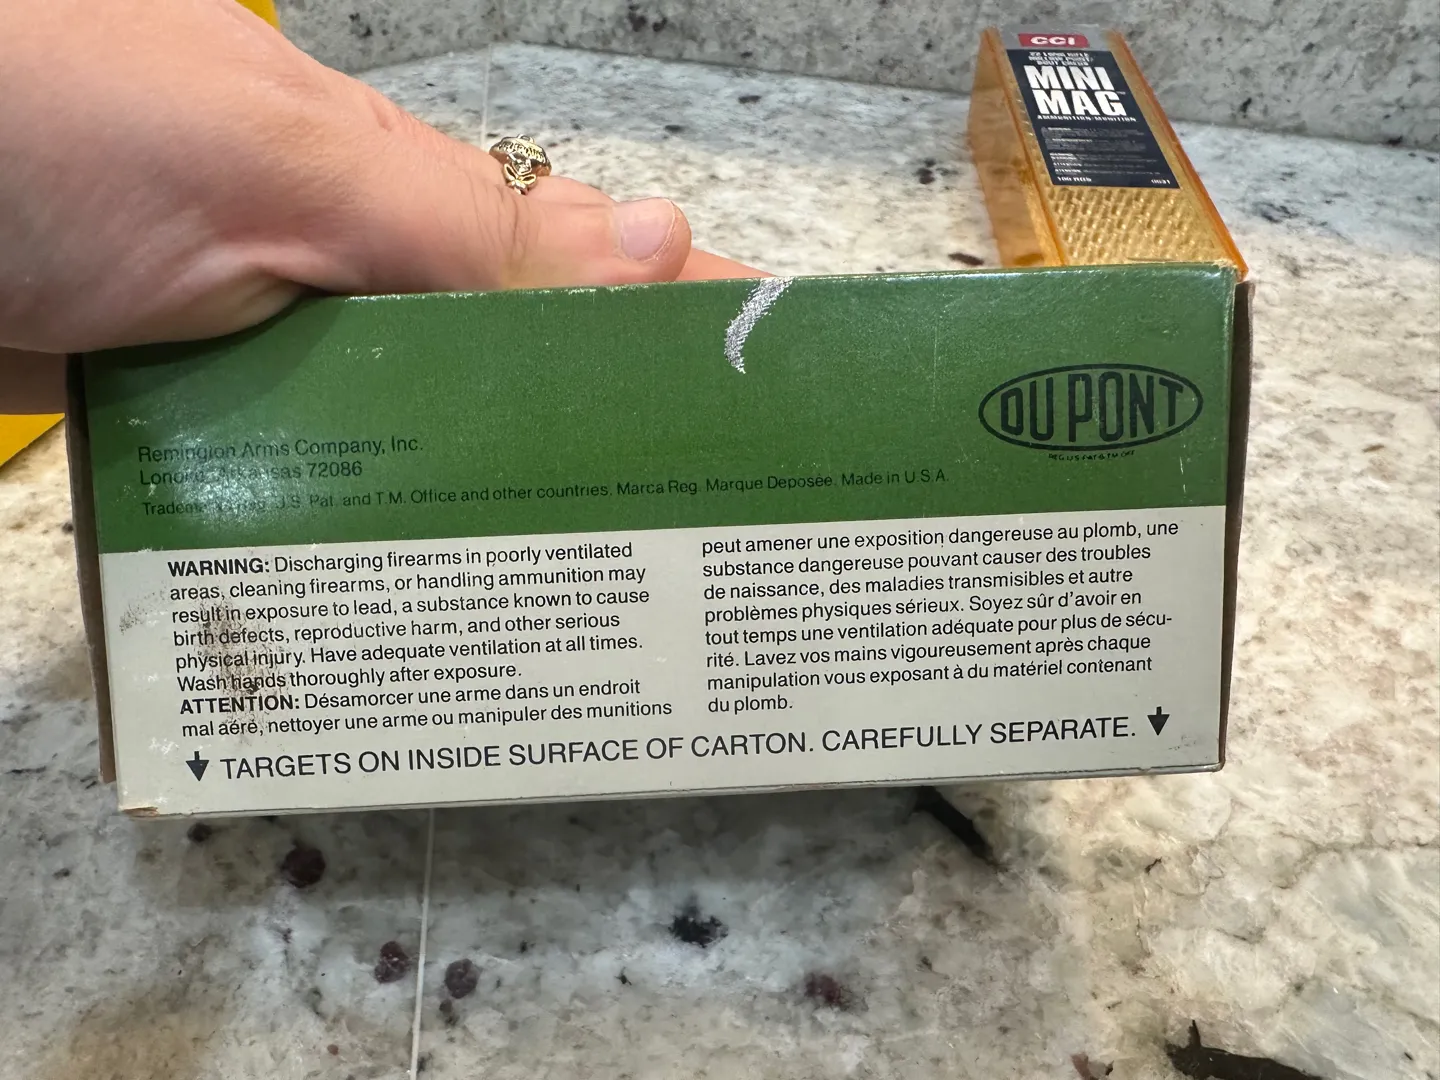 CCI
MINI
MAG
AMMUNITION-MUNITION
DU PONT
REG. U.S. PAT. & TM. OFF.
Remington Arms Company, Inc.
Lonoke, Arkansas 72086
U.S. Pat. and T.M. Office and other countries. Marca Reg. Marque Deposée. Made in U.S.A.
WARNING: Discharging firearms in poorly ventilated
areas, cleaning firearms, or handling ammunition may
result in exposure to lead, a substance known to cause
birth defects, reproductive harm, and other serious
physical injury. Have adequate ventilation at all times.
Wash hands thoroughly after exposure.
ATTENTION: Désamorcer une arme dans un endroit
mal aéré, nettoyer une arme ou manipuler des munitions
peut amener une exposition dangereuse au plomb, une
substance dangereuse pouvant causer des troubles
de naissance, des maladies transmisibles et autre
problèmes physiques sérieux. Soyez sûr d'avoir en
tout temps une ventilation adéquate pour plus de sécu-
rité. Lavez vos mains vigoureusement après chaque
manipulation vous exposant à du matériel contenant
du plomb.
TARGETS ON INSIDE SURFACE OF CARTON. CAREFULLY SEPARATE.